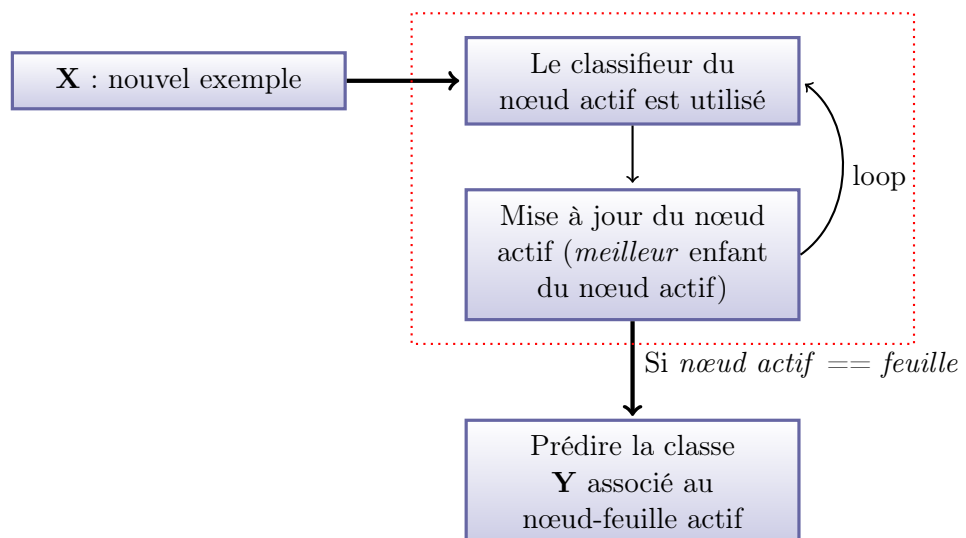 X : nouvel exemple
Le classifieur du
nœud actif est utilisé
loop
Mise à jour du nœud
actif (meilleur enfant
du nœud actif)
Si nœud actif == feuille
Prédire la classe
Y associé au
nœud-feuille actif